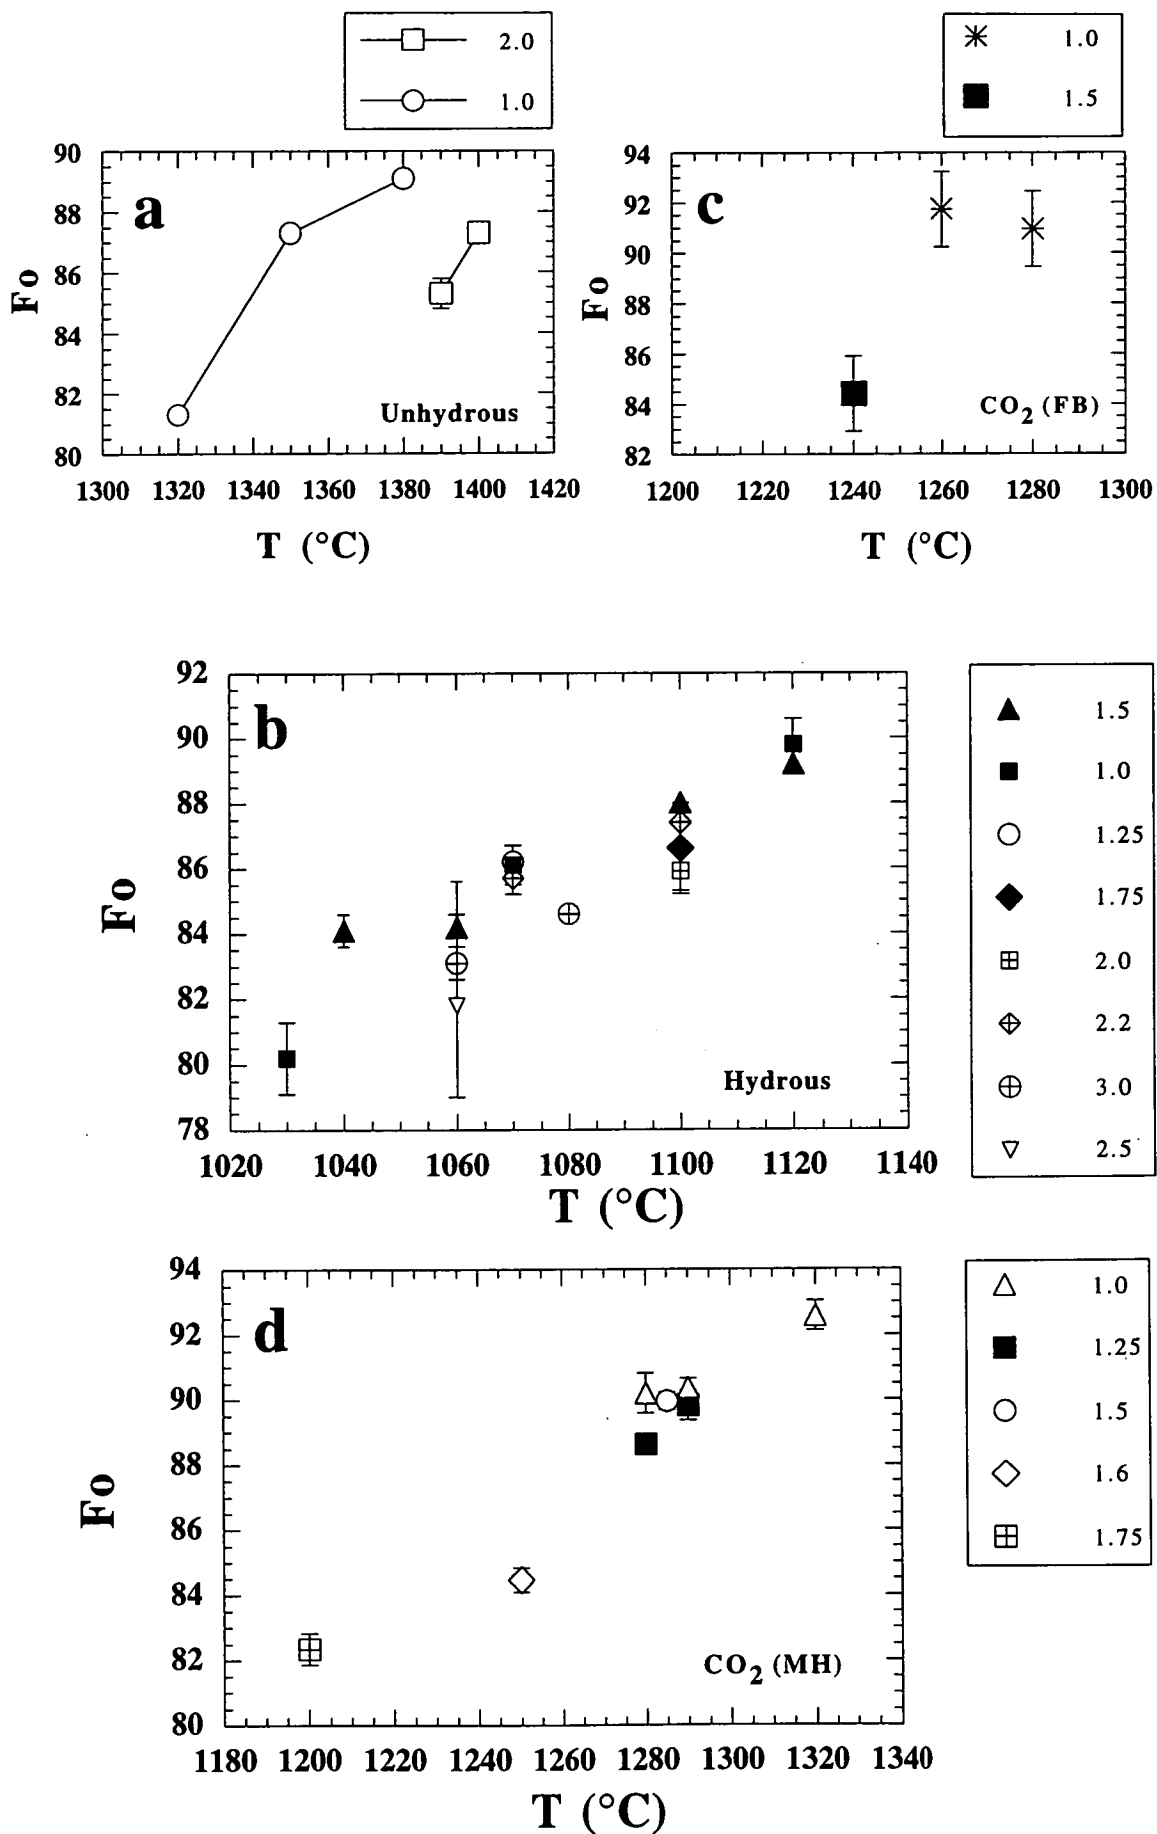 2.0
1.0
1.0
1.5
90
88
86
84
82
80
Fo
a
Unhydrous
1300 1320 1340 1360 1380 1400 1420
T (°C)
94
92
90
88
86
84
82
Fo
c
CO2 (FB)
1200 1220 1240 1260 1280 1300
T (°C)
92
90
88
86
84
82
80
78
Fo
b
Hydrous
1020 1040 1060 1080 1100 1120 1140
T (°C)
1.5
1.0
1.25
1.75
2.0
2.2
3.0
2.5
94
92
90
88
86
84
82
80
Fo
d
CO2 (MH)
1180 1200 1220 1240 1260 1280 1300 1320 1340
T (°C)
1.0
1.25
1.5
1.6
1.75